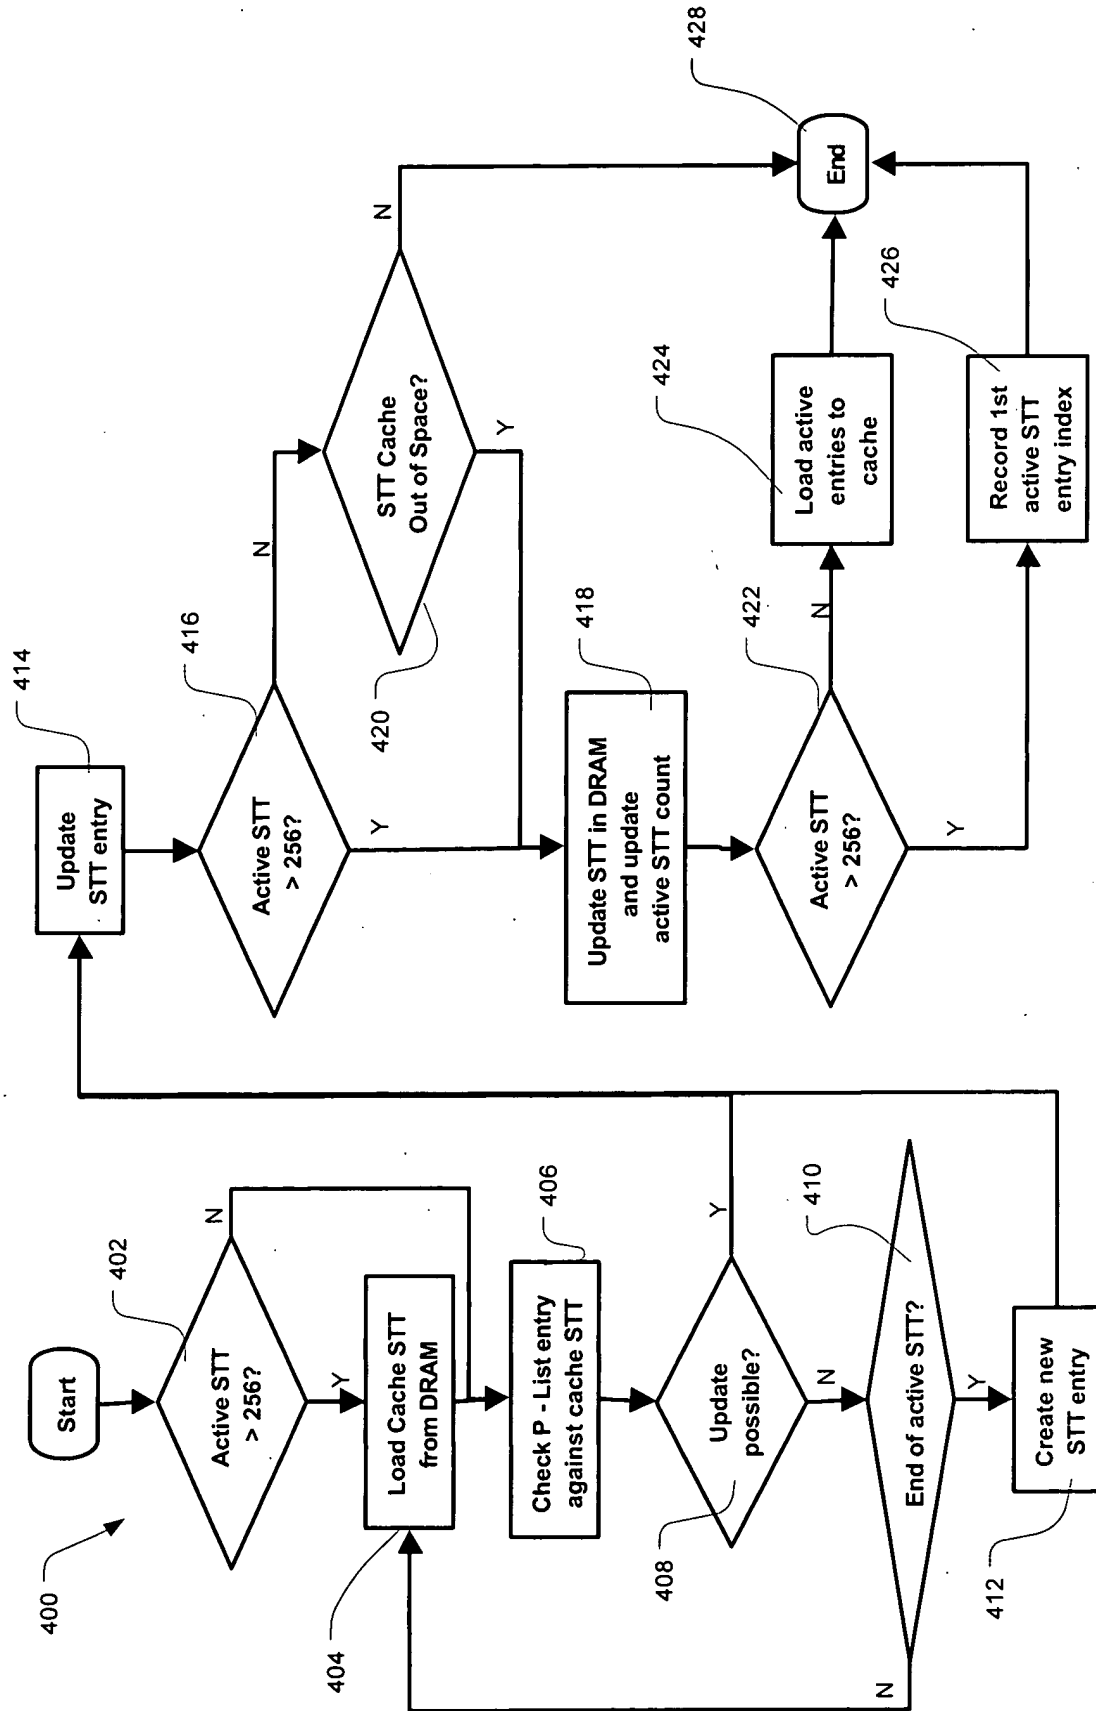 400
Start
402
Active STT
> 256?
N
Y
404
Load Cache STT
from DRAM
406
Check P - List entry
against cache STT
408
Update
possible?
Y
N
410
End of active STT?
N
Y
412
Create new
STT entry
414
Update
STT entry
416
Active STT
> 256?
N
Y
420
STT Cache
Out of Space?
N
Y
418
Update STT in DRAM
and update
active STT count
422
Active STT
> 256?
N
Y
424
Load active
entries to
cache
426
Record 1st
active STT
entry index
428
End